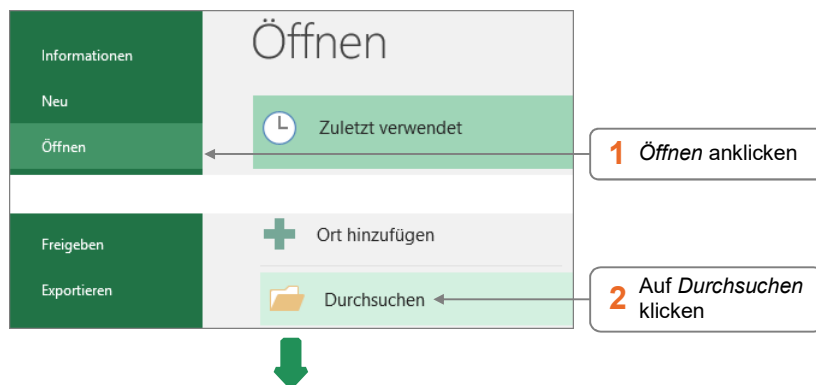 Öffnen
Informationen
Neu
Öffnen
Zuletzt verwendet
1 Öffnen anklicken
Freigeben
Exportieren
Ort hinzufügen
Durchsuchen
2 Auf Durchsuchen
klicken